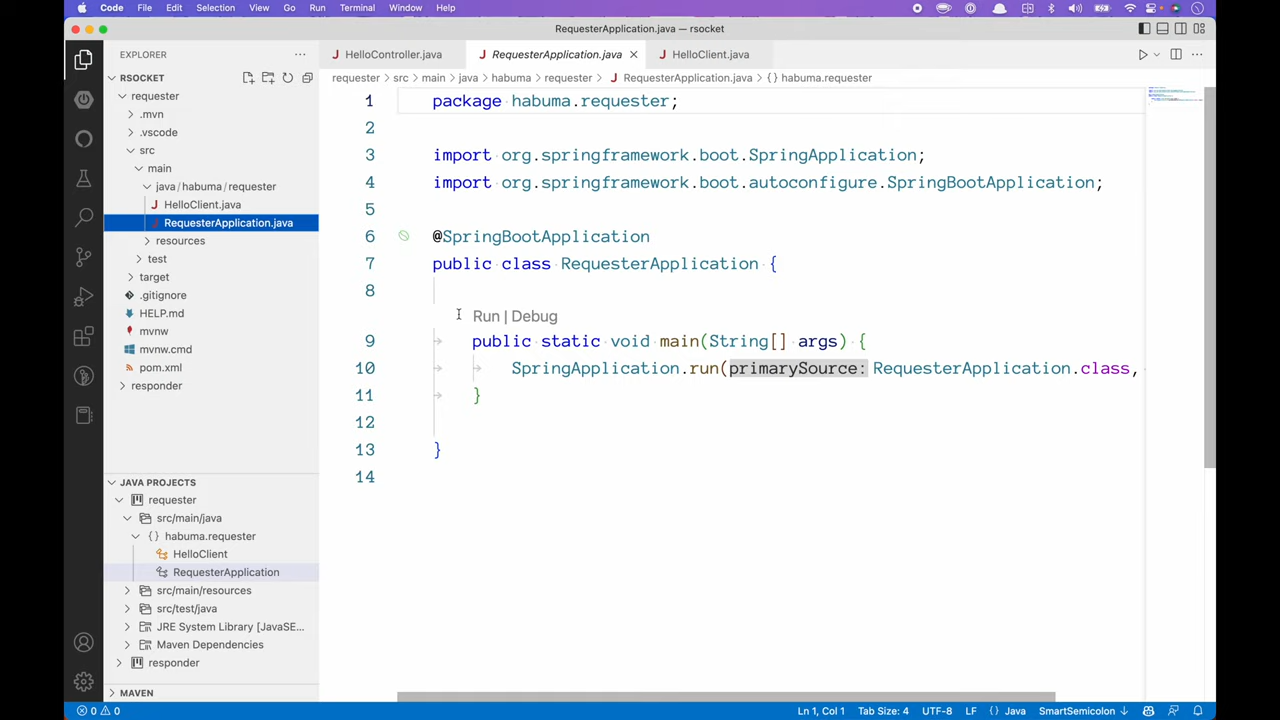 Code File Edit Selection View Go Run Terminal Window Help
RequesterApplication.java — rsocket
EXPLORER
RSOCKET
requester
.mvn
.vscode
src
main
java/habuma/requester
HelloClient.java
RequesterApplication.java
resources
test
target
.gitignore
HELP.md
mvnw
mvnw.cmd
pom.xml
responder
JAVA PROJECTS
requester
src/main/java
habuma.requester
HelloClient
RequesterApplication
src/main/resources
src/test/java
JRE System Library [JavaSE...
Maven Dependencies
responder
MAVEN
HelloController.java RequesterApplication.java HelloClient.java
requester > src > main > java > habuma > requester > RequesterApplication.java > {} habuma.requester
1 package habuma.requester;
2
3 import org.springframework.boot.SpringApplication;
4 import org.springframework.boot.autoconfigure.SpringBootApplication;
5
6 @SpringBootApplication
7 public class RequesterApplication {
8
Run | Debug
9 public static void main(String[] args) {
10 SpringApplication.run(primarySource: RequesterApplication.class,
11 }
12
13 }
14
0 0 Ln 1, Col 1 Tab Size: 4 UTF-8 LF {} Java SmartSemicolon